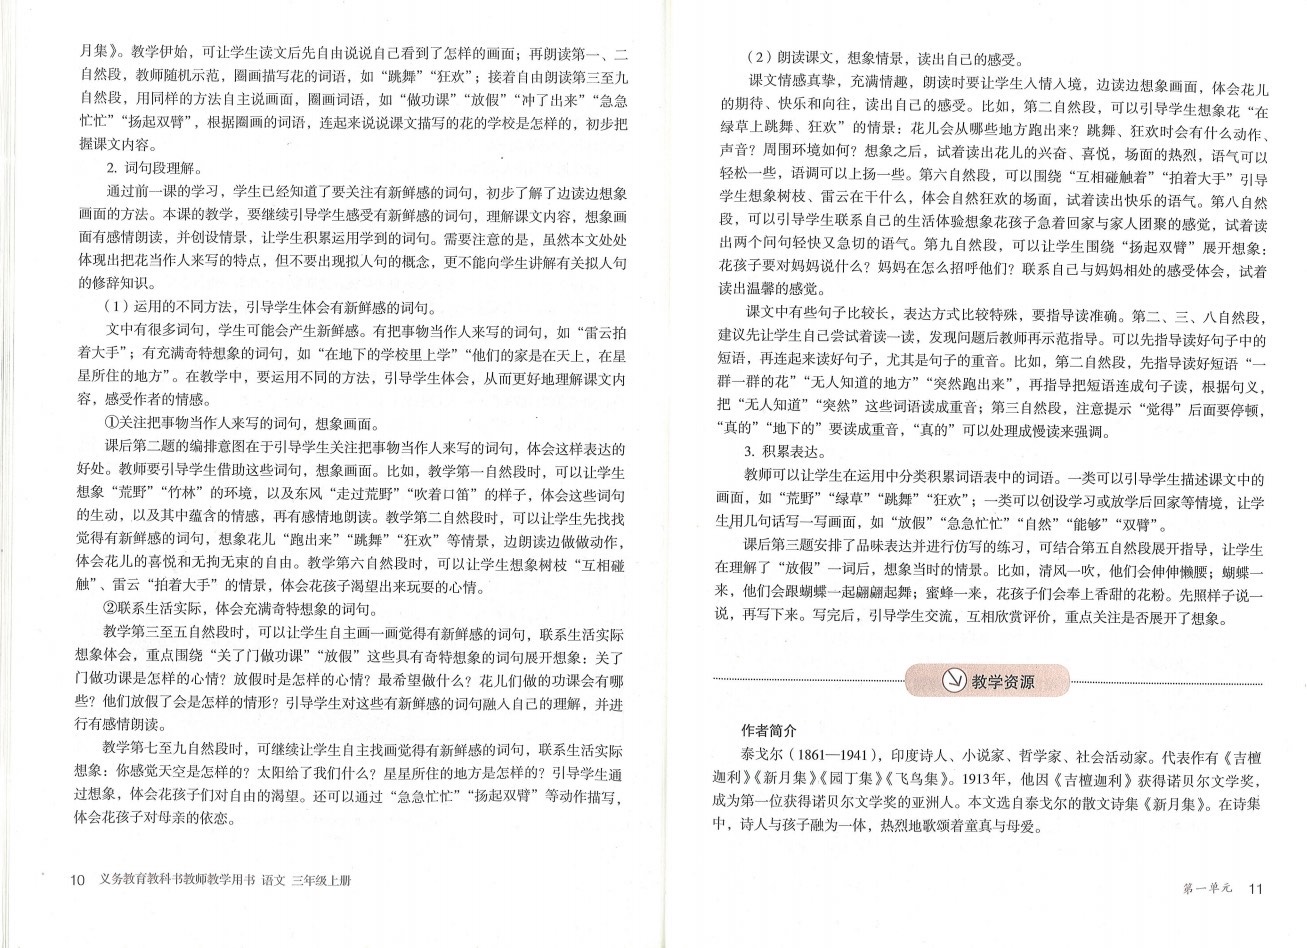 月集》。教学伊始，可让学生读文后先自由说说自己看到了怎样的画面；再朗读第一、二
自然段，教师随机示范，圈画描写花的词语，如“跳舞”“狂欢”；接着自由朗读第三至九
自然段，用同样的方法自主说画面，圈画词语，如“做功课”“放假”“冲了出来”“急急
忙忙”“扬起双臂”，根据圈画的词语，连起来说说课文描写的花的学校是怎样的，初步把
握课文内容。
2. 词句段理解。
通过前一课的学习，学生已经知道了要关注有新鲜感的词句，初步了解了边读边想象
画面的方法。本课的教学，要继续引导学生感受有新鲜感的词句，理解课文内容，想象画
面有感情朗读，并创设情景，让学生积累运用学到的词句。需要注意的是，虽然本文处处
体现出把花当作人来写的特点，但不要出现拟人句的概念，更不能向学生讲解有关拟人句
的修辞知识。
（1）运用的不同方法，引导学生体会有新鲜感的词句。
文中有很多词句，学生可能会产生新鲜感。有把事物当作人来写的词句，如“雷云拍
着大手”；有充满奇特想象的词句，如“在地下的学校里上学”“他们的家是在天上，在星
星所住的地方”。在教学中，要运用不同的方法，引导学生体会，从而更好地理解课文内
容，感受作者的情感。
①关注把事物当作人来写的词句，想象画面。
课后第二题的编排意图在于引导学生关注把事物当作人来写的词句，体会这样表达的
好处。教师要引导学生借助这些词句，想象画面。比如，教学第一自然段时，可以让学生
想象“荒野”“竹林”的环境，以及东风“走过荒野”“吹着口笛”的样子，体会这些词句
的生动，以及其中蕴含的情感，再有感情地朗读。教学第二自然段时，可以让学生先找找
觉得有新鲜感的词句，想象花儿“跑出来”“跳舞”“狂欢”等情景，边朗读边做做动作，
体会花儿的喜悦和无拘无束的自由。教学第六自然段时，可以让学生想象树枝“互相碰
触”、雷云“拍着大手”的情景，体会花孩子渴望出来玩耍的心情。
②联系生活实际，体会充满奇特想象的词句。
教学第三至五自然段时，可以让学生自主画一画觉得有新鲜感的词句，联系生活实际
想象体会，重点围绕“关了门做功课”“放假”这些具有奇特想象的词句展开想象：关了
门做功课是怎样的心情？放假时是怎样的心情？最希望做什么？花儿们做的功课会有哪
些？他们放假了会是怎样的情形？引导学生对这些有新鲜感的词句融入自己的理解，并进
行有感情朗读。
教学第七至九自然段时，可继续让学生自主找画觉得有新鲜感的词句，联系生活实际
想象：你感觉天空是怎样的？太阳给了我们什么？星星所住的地方是怎样的？引导学生通
过想象，体会花孩子们对自由的渴望。还可以通过“急急忙忙”“扬起双臂”等动作描写，
体会花孩子对母亲的依恋。
10 义务教育教科书教师教学用书 语文 三年级上册
（2）朗读课文，想象情景，读出自己的感受。
课文情感真挚，充满情趣，朗读时要让学生入情入境，边读边想象画面，体会花儿
的期待、快乐和向往，读出自己的感受。比如，第二自然段，可以引导学生想象花“在
绿草上跳舞、狂欢”的情景：花儿会从哪些地方跑出来？跳舞、狂欢时会有什么动作、
声音？周围环境如何？想象之后，试着读出花儿的兴奋、喜悦，场面的热烈，语气可以
轻松一些，语调可以上扬一些。第六自然段，可以围绕“互相碰触着”“拍着大手”引导
学生想象树枝、雷云在干什么，体会自然狂欢的场面，试着读出快乐的语气。第八自然
段，可以引导学生联系自己的生活体验想象花孩子急着回家与家人团聚的感觉，试着读
出两个问句轻快又急切的语气。第九自然段，可以让学生围绕“扬起双臂”展开想象：
花孩子要对妈妈说什么？妈妈在怎么招呼他们？联系自己与妈妈相处的感受体会，试着
读出温馨的感觉。
课文中有些句子比较长，表达方式比较特殊，要指导读准确。第二、三、八自然段，
建议先让学生自己尝试着读一读，发现问题后教师再示范指导。可以先指导读好句子中的
短语，再连起来读好句子，尤其是句子的重音。比如，第二自然段，先指导读好短语“一
群一群的花”“无人知道的地方”“突然跑出来”，再指导把短语连成句子读，根据句义，
把“无人知道”“突然”这些词语读成重音；第三自然段，注意提示“觉得”后面要停顿，
“真的”“地下的”要读成重音，“真的”可以处理成慢读来强调。
3. 积累表达。
教师可以让学生在运用中分类积累词语表中的词语。一类可以引导学生描述课文中的
画面，如“荒野”“绿草”“跳舞”“狂欢”；一类可以创设学习或放学后回家等情境，让学
生用几句话写一写画面，如“放假”“急急忙忙”“自然”“能够”“双臂”。
课后第三题安排了品味表达并进行仿写的练习，可结合第五自然段展开指导，让学生
在理解了“放假”一词后，想象当时的情景。比如，清风一吹，他们会伸伸懒腰；蝴蝶一
来，他们会跟蝴蝶一起翩翩起舞；蜜蜂一来，花孩子们会奉上香甜的花粉。先照样子说一
说，再写下来。写完后，引导学生交流，互相欣赏评价，重点关注是否展开了想象。
教学资源
作者简介
泰戈尔（1861—1941），印度诗人、小说家、哲学家、社会活动家。代表作有《吉檀
迦利》《新月集》《园丁集》《飞鸟集》。1913年，他因《吉檀迦利》获得诺贝尔文学奖，
成为第一位获得诺贝尔文学奖的亚洲人。本文选自泰戈尔的散文诗集《新月集》。在诗集
中，诗人与孩子融为一体，热烈地歌颂着童真与母爱。
第一单元 11